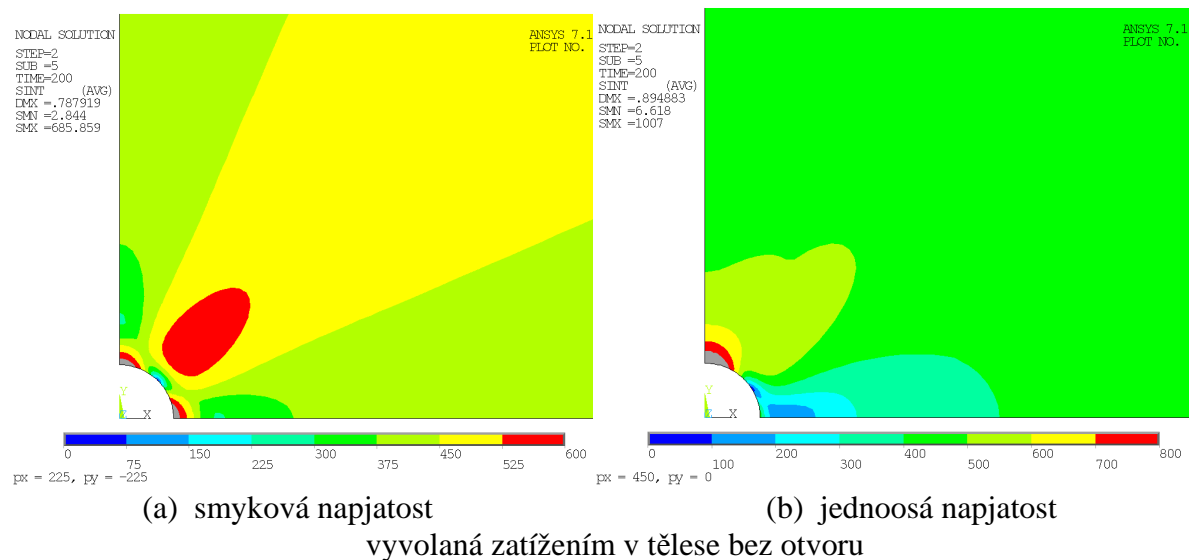 NODAL SOLUTION
STEP=2
SUB =5
TIME=200
SINT (AVG)
DMX =.787919
SMN =2.844
SMX =685.859
ANSYS 7.1
PLOT NO.
Y
Z X
0 75 150 225 300 375 450 525 600
px = 225, py = -225
(a) smyková napjatost
NODAL SOLUTION
STEP=2
SUB =5
TIME=200
SINT (AVG)
DMX =.894883
SMN =6.618
SMX =1007
ANSYS 7.1
PLOT NO.
Y
Z X
0 100 200 300 400 500 600 700 800
px = 450, py = 0
(b) jednoosá napjatost
vyvolaná zatížením v tělese bez otvoru